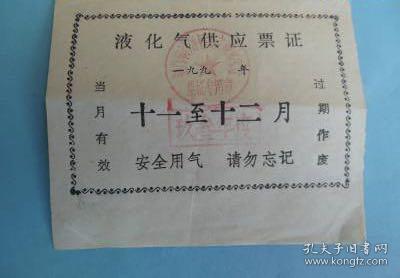 液化气供应票证
一九九 年
当月有效
十一至十二月
过期作废
安全用气 请勿忘记
孔夫子旧书网
kongfz.com